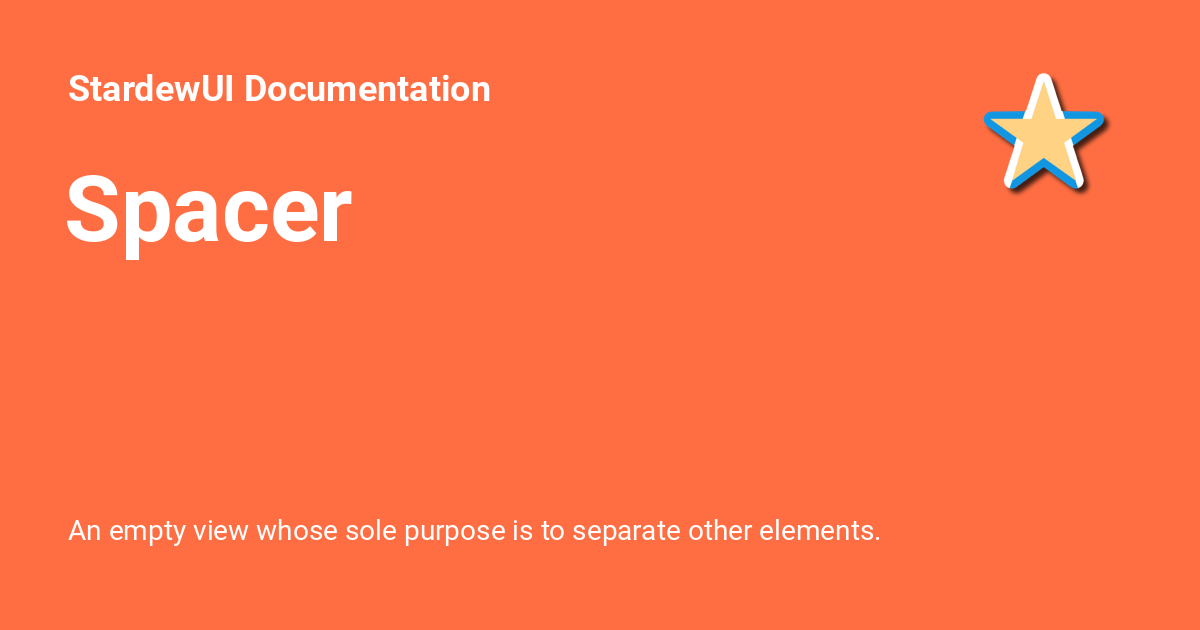 StardewUI Documentation
Spacer
An empty view whose sole purpose is to separate other elements.